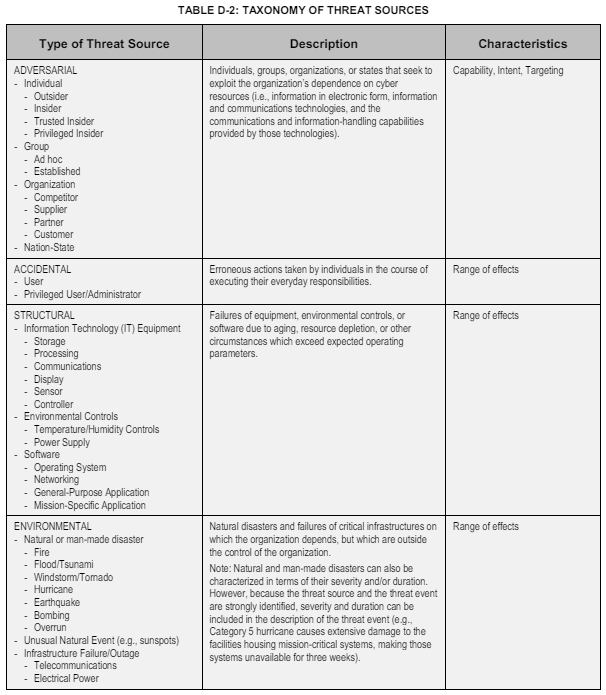 TABLE D-2: TAXONOMY OF THREAT SOURCES
Type of Threat Source
Description
Characteristics
ADVERSARIAL
- Individual
- Outsider
- Insider
- Trusted Insider
- Privileged Insider
- Group
- Ad hoc
- Established
- Organization
- Competitor
- Supplier
- Partner
- Customer
- Nation-State
Individuals, groups, organizations, or states that seek to
exploit the organization's dependence on cyber
resources (i.e., information in electronic form, information
and communications technologies, and the
communications and information-handling capabilities
provided by those technologies).
Capability, Intent, Targeting
ACCIDENTAL
- User
- Privileged User/Administrator
Erroneous actions taken by individuals in the course of
executing their everyday responsibilities.
Range of effects
STRUCTURAL
- Information Technology (IT) Equipment
- Storage
- Processing
- Communications
- Display
- Sensor
- Controller
- Environmental Controls
- Temperature/Humidity Controls
- Power Supply
- Software
- Operating System
- Networking
- General-Purpose Application
- Mission-Specific Application
Failures of equipment, environmental controls, or
software due to aging, resource depletion, or other
circumstances which exceed expected operating
parameters.
Range of effects
ENVIRONMENTAL
- Natural or man-made disaster
- Fire
- Flood/Tsunami
- Windstorm/Tornado
- Hurricane
- Earthquake
- Bombing
- Overrun
- Unusual Natural Event (e.g., sunspots)
- Infrastructure Failure/Outage
- Telecommunications
- Electrical Power
Natural disasters and failures of critical infrastructures on
which the organization depends, but which are outside
the control of the organization.
Note: Natural and man-made disasters can also be
characterized in terms of their severity and/or duration.
However, because the threat source and the threat event
are strongly identified, severity and duration can be
included in the description of the threat event (e.g.,
Category 5 hurricane causes extensive damage to the
facilities housing mission-critical systems, making those
systems unavailable for three weeks).
Range of effects